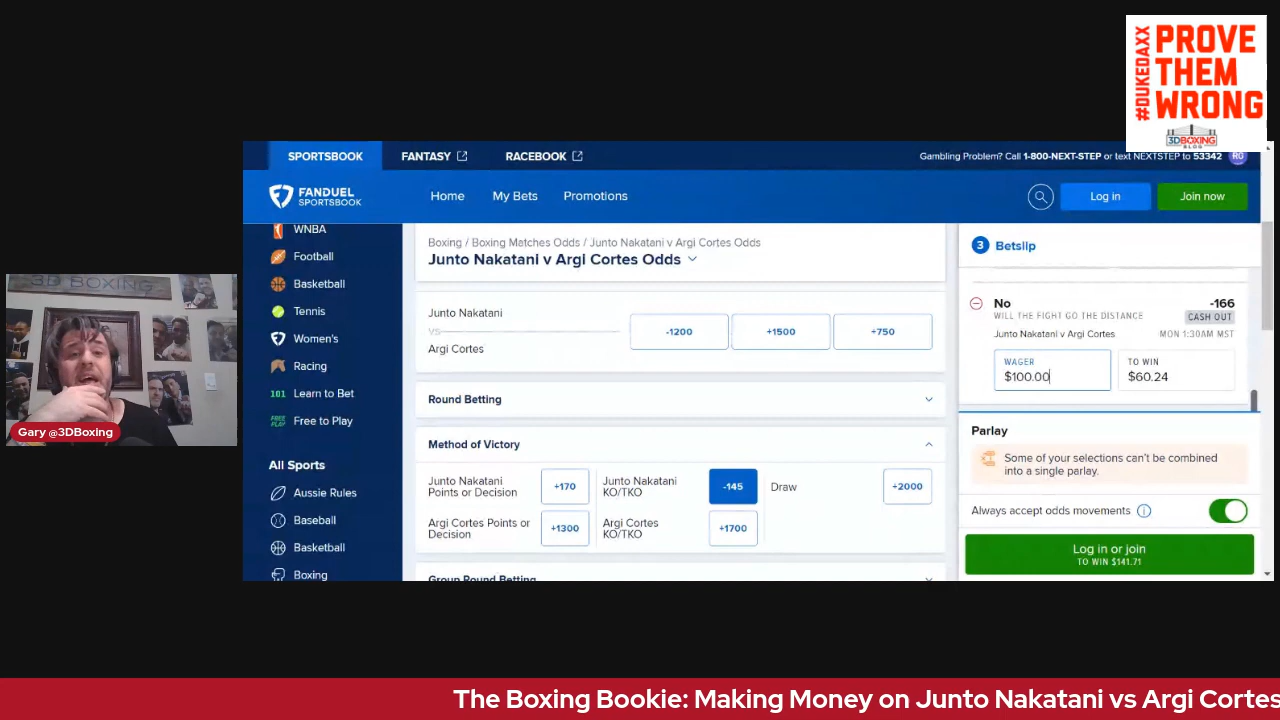 #DUKEDAXX
PROVE
THEM
WRONG
3DBOXING
BLOG
SPORTSBOOK
FANTASY
RACEBOOK
Gambling Problem? Call 1-800-NEXT-STEP or text NEXTSTEP to 53342
RO
FANDUEL
SPORTSBOOK
Home
My Bets
Promotions
Log in
Join now
WNBA
Football
Basketball
Tennis
Women's
Racing
101 Learn to Bet
FREE PLAY Free to Play
All Sports
Aussie Rules
Baseball
Basketball
Boxing
Boxing / Boxing Matches Odds / Junto Nakatani v Argi Cortes Odds
Junto Nakatani v Argi Cortes Odds
Junto Nakatani
VS
Argi Cortes
-1200
+1500
+750
Round Betting
Method of Victory
Junto Nakatani
Points or Decision
+170
Junto Nakatani
KO/TKO
-145
Draw
+2000
Argi Cortes Points or
Decision
+1300
Argi Cortes
KO/TKO
+1700
Group Round Betting
3 Betslip
No
-166
WILL THE FIGHT GO THE DISTANCE
CASH OUT
Junto Nakatani v Argi Cortes
MON 1:30AM MST
WAGER
$100.00
TO WIN
$60.24
Parlay
Some of your selections can't be combined
into a single parlay.
Always accept odds movements
Log in or join
TO WIN $141.71
3D BOXING
Gary @3DBoxing
The Boxing Bookie: Making Money on Junto Nakatani vs Argi Cortes